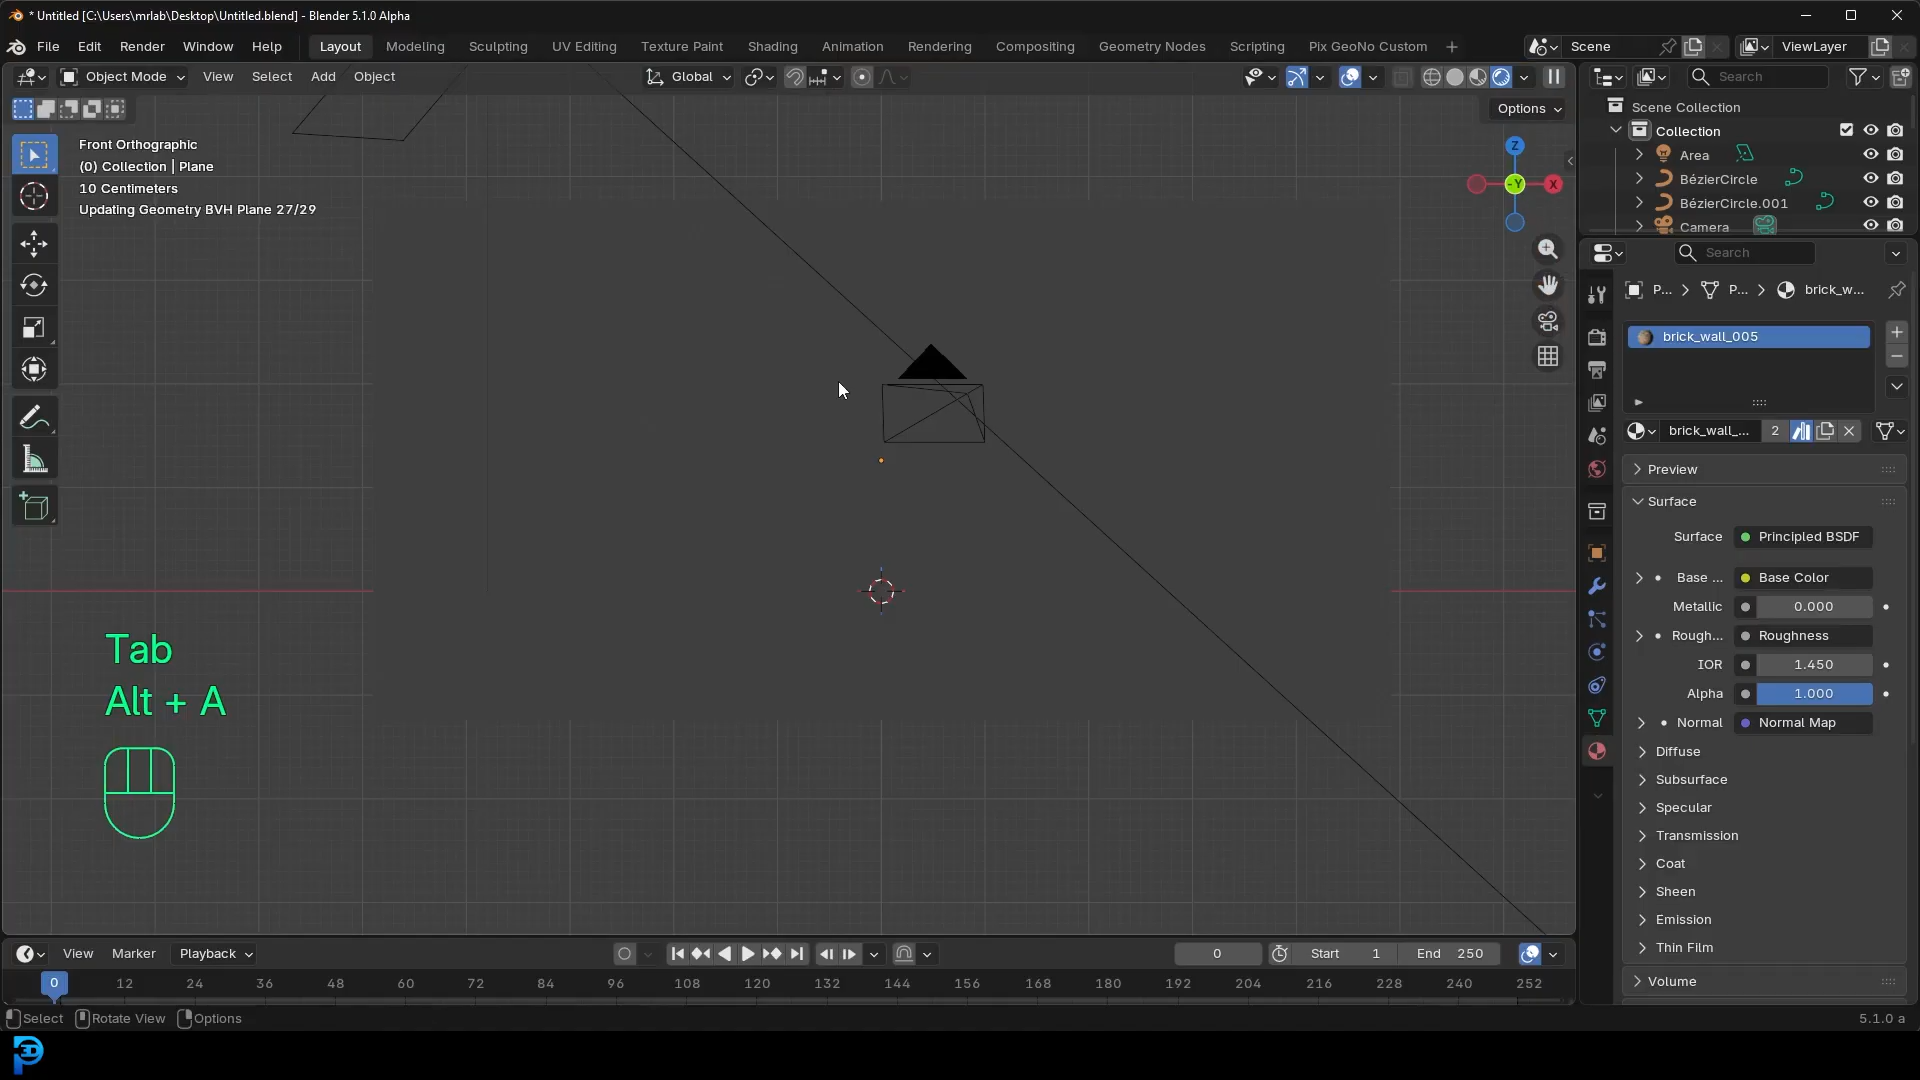 * Untitled [C:\Users\mrlab\Desktop\Untitled.blend] - Blender 5.1.0 Alpha
File Edit Render Window Help Layout Modeling Sculpting UV Editing Texture Paint Shading Animation Rendering Compositing Geometry Nodes Scripting Pix GeoNo Custom + Scene ViewLayer
Object Mode View Select Add Object Global Search
Options
Front Orthographic
(0) Collection | Plane
10 Centimeters
Updating Geometry BVH Plane 27/29
Z
-Y
X
Scene Collection
Collection
Area
BézierCircle
BézierCircle.001
Camera
Search
P... P... brick_w...
brick_wall_005
brick_wall_... 2
Preview
Surface
Surface Principled BSDF
Base ... Base Color
Metallic 0.000
Rough... Roughness
IOR 1.450
Alpha 1.000
Normal Normal Map
Diffuse
Subsurface
Specular
Transmission
Coat
Sheen
Emission
Thin Film
Volume
Tab
Alt + A
View Marker Playback 0 Start 1 End 250
0 12 24 36 48 60 72 84 96 108 120 132 144 156 168 180 192 204 216 228 240 252
Select Rotate View Options 5.1.0 a